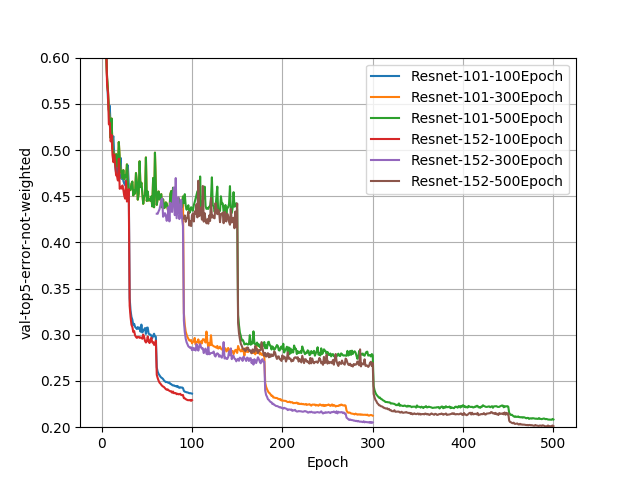 0.60
0.55
0.50
0.45
0.40
0.35
0.30
0.25
0.20
val-top5-error-not-weighted
Resnet-101-100Epoch
Resnet-101-300Epoch
Resnet-101-500Epoch
Resnet-152-100Epoch
Resnet-152-300Epoch
Resnet-152-500Epoch
0 100 200 300 400 500
Epoch